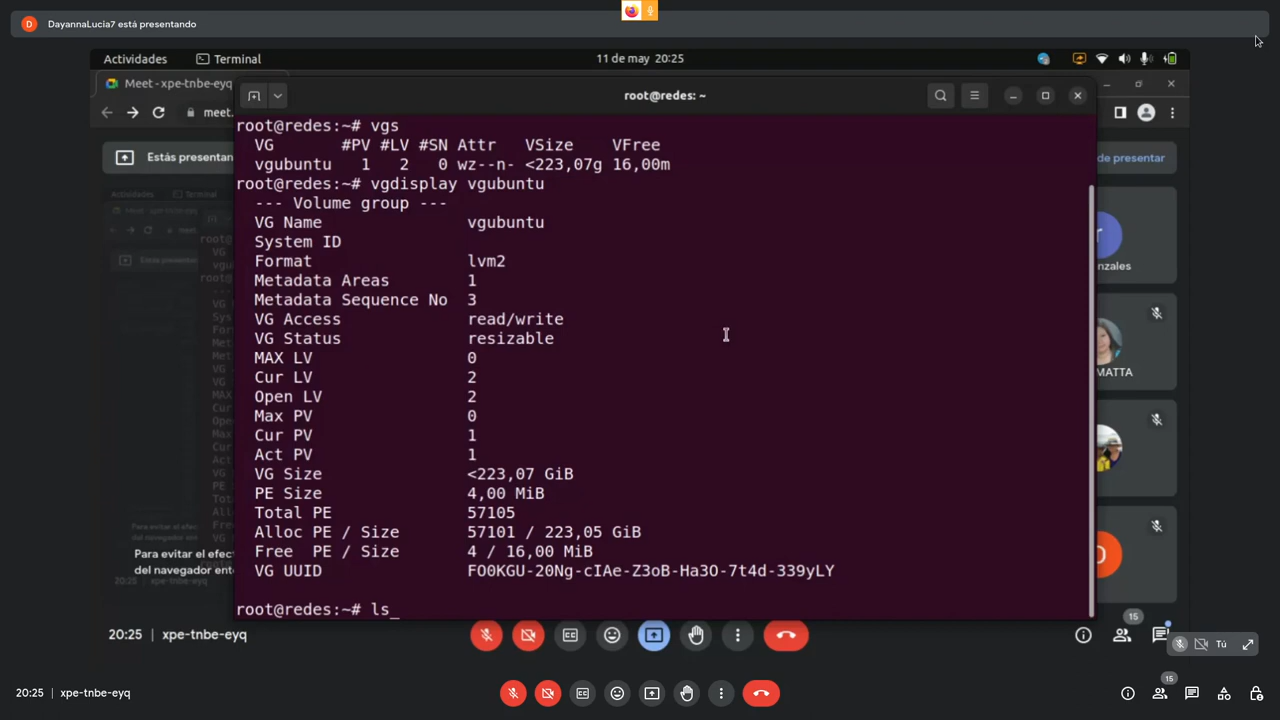 D DayannaLucia7 está presentando
Actividades Terminal 11 de may 20:25
Meet - xpe-tnbe-eyq
root@redes: ~
meet.
Estás presentan
de presentar
root@redes:~# vgs
VG #PV #LV #SN Attr VSize VFree
vgubuntu 1 2 0 wz--n- <223,07g 16,00m
root@redes:~# vgdisplay vgubuntu
--- Volume group ---
VG Name vgubuntu
System ID
Format lvm2
Metadata Areas 1
Metadata Sequence No 3
VG Access read/write
VG Status resizable
MAX LV 0
Cur LV 2
Open LV 2
Max PV 0
Cur PV 1
Act PV 1
VG Size <223,07 GiB
PE Size 4,00 MiB
Total PE 57105
Alloc PE / Size 57101 / 223,05 GiB
Free PE / Size 4 / 16,00 MiB
VG UUID FO0KGU-20Ng-cIAe-Z3oB-Ha3O-7t4d-339yLY
root@redes:~# ls_
r
nzales
MATTA
Para evitar el efect
del navegador ent
20:25 | xpe-tnbe-eyq
15
Tú
20:25 | xpe-tnbe-eyq
15